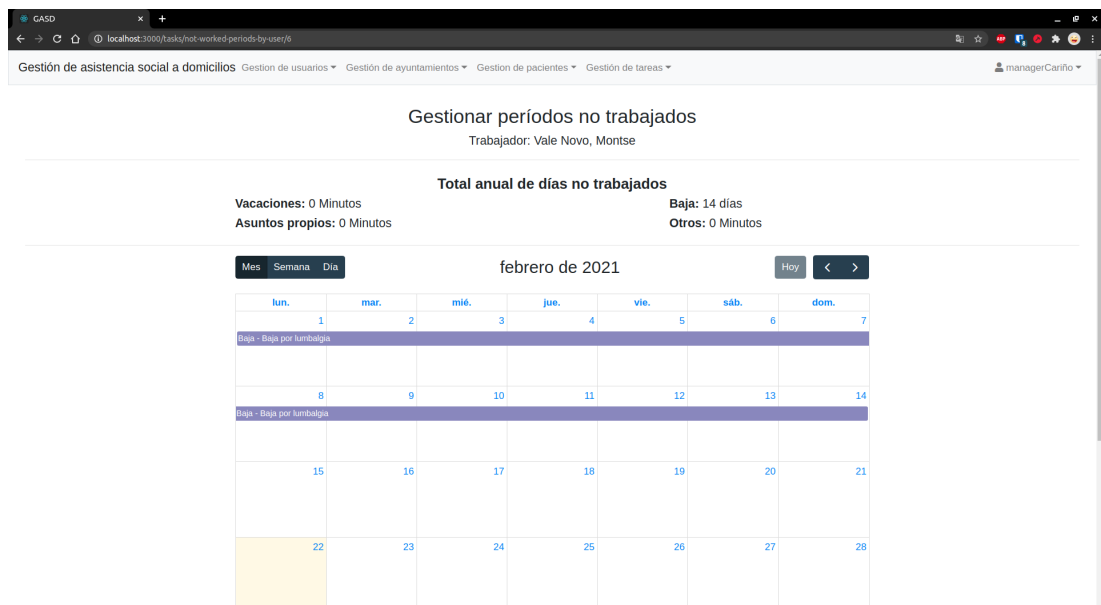 GASD
localhost:3000/tasks/not-worked-periods-by-user/6
Gestión de asistencia social a domicilios Gestion de usuarios Gestión de ayuntamientos Gestion de pacientes Gestión de tareas managerCariño
Gestionar períodos no trabajados
Trabajador: Vale Novo, Montse
Total anual de días no trabajados
Vacaciones: 0 Minutos Baja: 14 días
Asuntos propios: 0 Minutos Otros: 0 Minutos
Mes Semana Día febrero de 2021 Hoy
lun. mar. mié. jue. vie. sáb. dom.
1 2 3 4 5 6 7
Baja - Baja por lumbalgia
8 9 10 11 12 13 14
Baja - Baja por lumbalgia
15 16 17 18 19 20 21
22 23 24 25 26 27 28